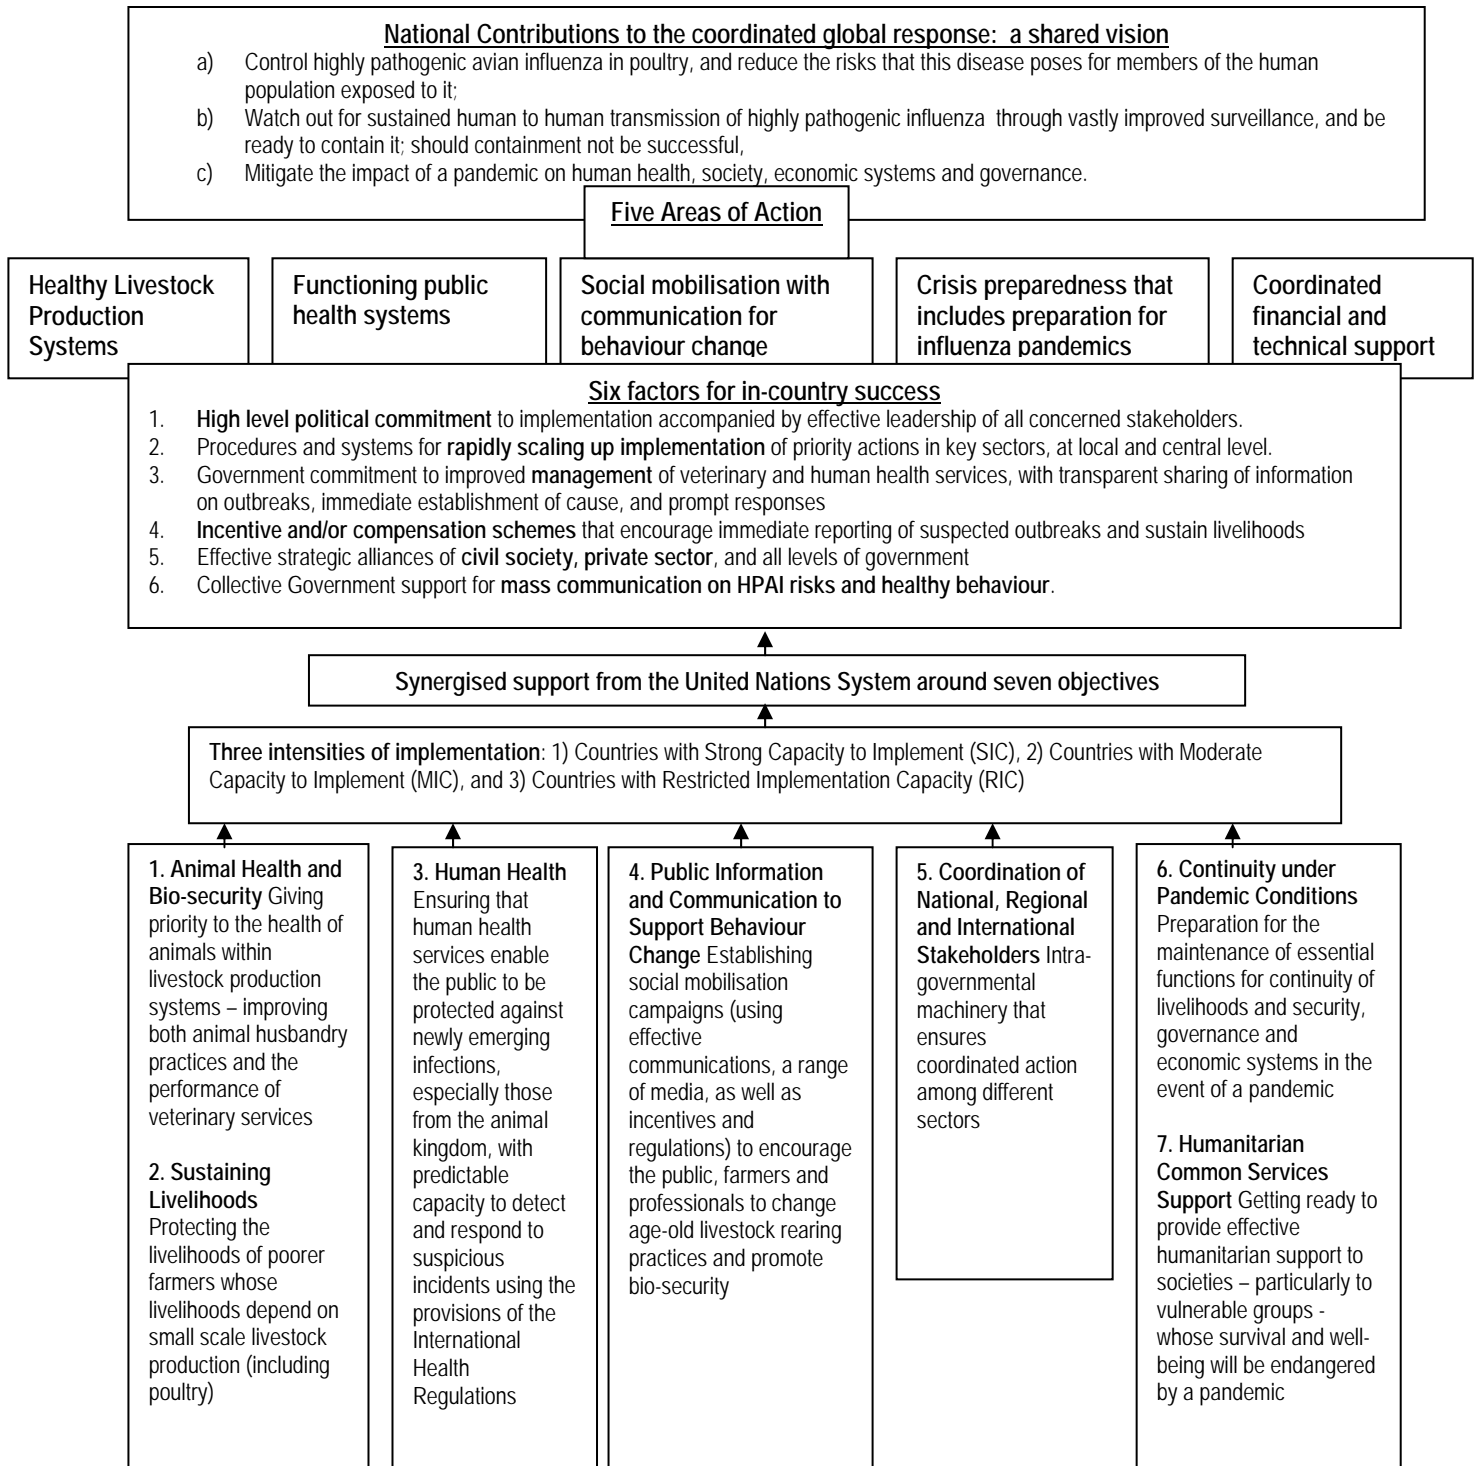 National Contributions to the coordinated global response:  a shared vision
a) Control highly pathogenic avian influenza in poultry, and reduce the risks that this disease poses for members of the human
population exposed to it;
b) Watch out for sustained human to human transmission of highly pathogenic influenza  through vastly improved surveillance, and be
ready to contain it; should containment not be successful,
c) Mitigate the impact of a pandemic on human health, society, economic systems and governance.
Five Areas of Action
Healthy Livestock
Production
Systems
Functioning public
health systems
Social mobilisation with
communication for
behaviour change
Crisis preparedness that
includes preparation for
influenza pandemics
Coordinated
financial and
technical support
Six factors for in-country success
1. High level political commitment to implementation accompanied by effective leadership of all concerned stakeholders.
2. Procedures and systems for rapidly scaling up implementation of priority actions in key sectors, at local and central level.
3. Government commitment to improved management of veterinary and human health services, with transparent sharing of information
on outbreaks, immediate establishment of cause, and prompt responses
4. Incentive and/or compensation schemes that encourage immediate reporting of suspected outbreaks and sustain livelihoods
5. Effective strategic alliances of civil society, private sector, and all levels of government
6. Collective Government support for mass communication on HPAI risks and healthy behaviour.
Synergised support from the United Nations System around seven objectives
Three intensities of implementation: 1) Countries with Strong Capacity to Implement (SIC), 2) Countries with Moderate
Capacity to Implement (MIC), and 3) Countries with Restricted Implementation Capacity (RIC)
1. Animal Health and
Bio-security Giving
priority to the health of
animals within
livestock production
systems – improving
both animal husbandry
practices and the
performance of
veterinary services
2. Sustaining
Livelihoods
Protecting the
livelihoods of poorer
farmers whose
livelihoods depend on
small scale livestock
production (including
poultry)
3. Human Health
Ensuring that
human health
services enable
the public to be
protected against
newly emerging
infections,
especially those
from the animal
kingdom, with
predictable
capacity to detect
and respond to
suspicious
incidents using the
provisions of the
International
Health
Regulations
4. Public Information
and Communication to
Support Behaviour
Change Establishing
social mobilisation
campaigns (using
effective
communications, a range
of media, as well as
incentives and
regulations) to encourage
the public, farmers and
professionals to change
age-old livestock rearing
practices and promote
bio-security
5. Coordination of
National, Regional
and International
Stakeholders Intra-
governmental
machinery that
ensures
coordinated action
among different
sectors
6. Continuity under
Pandemic Conditions
Preparation for the
maintenance of essential
functions for continuity of
livelihoods and security,
governance and
economic systems in the
event of a pandemic
7. Humanitarian
Common Services
Support Getting ready to
provide effective
humanitarian support to
societies – particularly to
vulnerable groups -
whose survival and well-
being will be endangered
by a pandemic